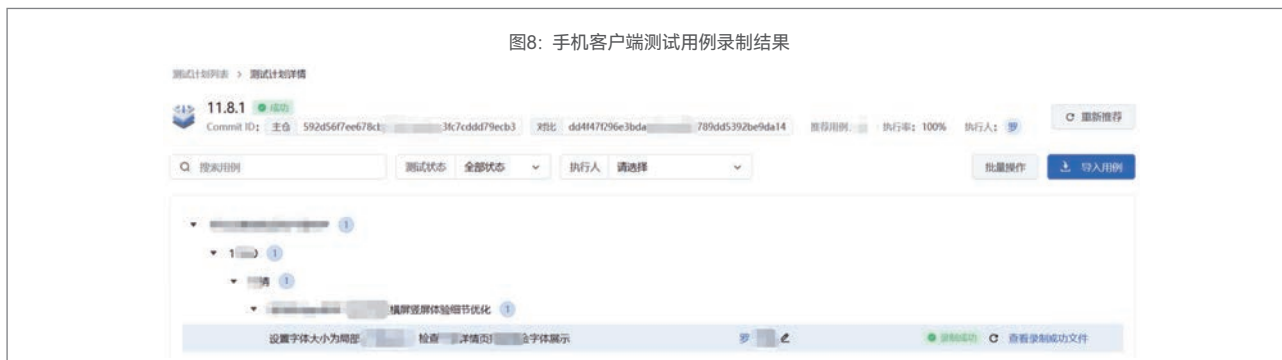 图8: 手机客户端测试用例录制结果
测试计划列表 > 测试计划详情
11.8.1 成功
Commit ID: 主仓 592d56f7ee678cb 3fc7cddd79ecb3 对比 dd4f47f296e3bda 789dd5392be9da14 推荐用例: 执行率: 100% 执行人: 罗 重新推荐
搜索用例 测试状态 全部状态 执行人 请选择 批量操作 导入用例
1
1 1
情 1
横屏竖屏体验细节优化 1
设置字体大小为局部 检查 详情页 字体展示 罗 录制成功 查看录制成功文件